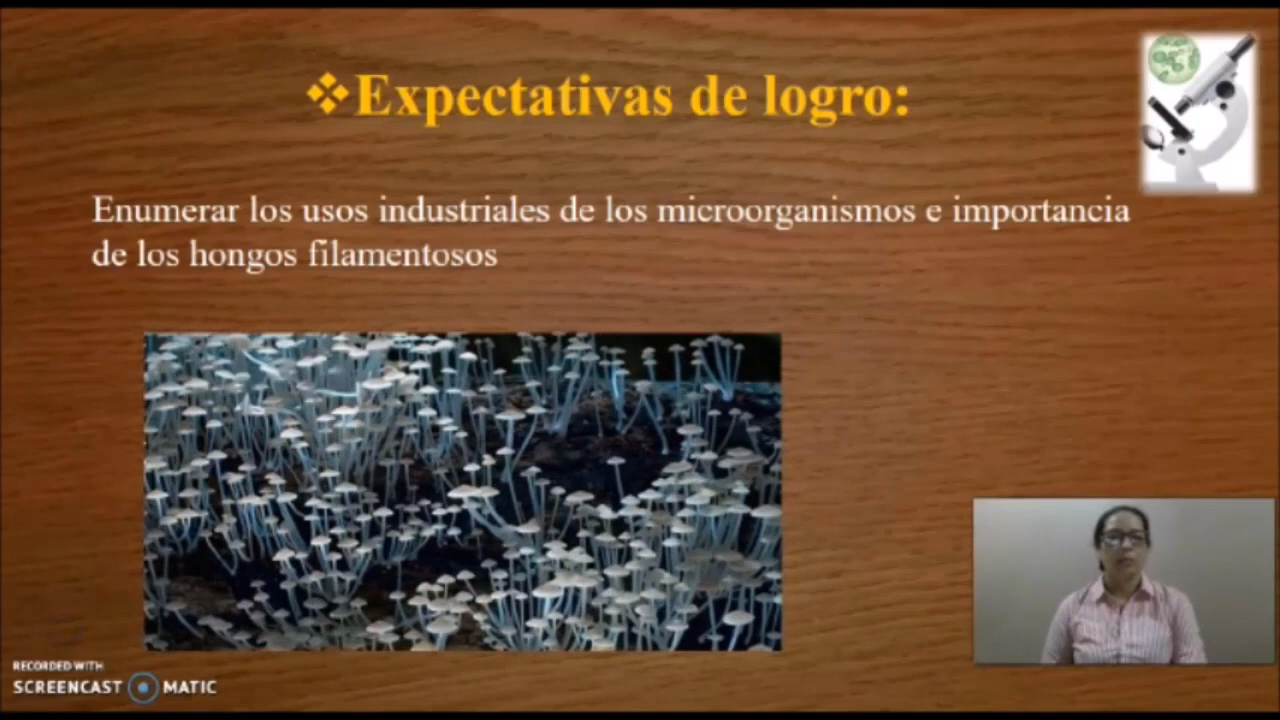 ❖Expectativas de logro:
Enumerar los usos industriales de los microorganismos e importancia
de los hongos filamentosos
RECORDED WITH
SCREENCAST MATIC